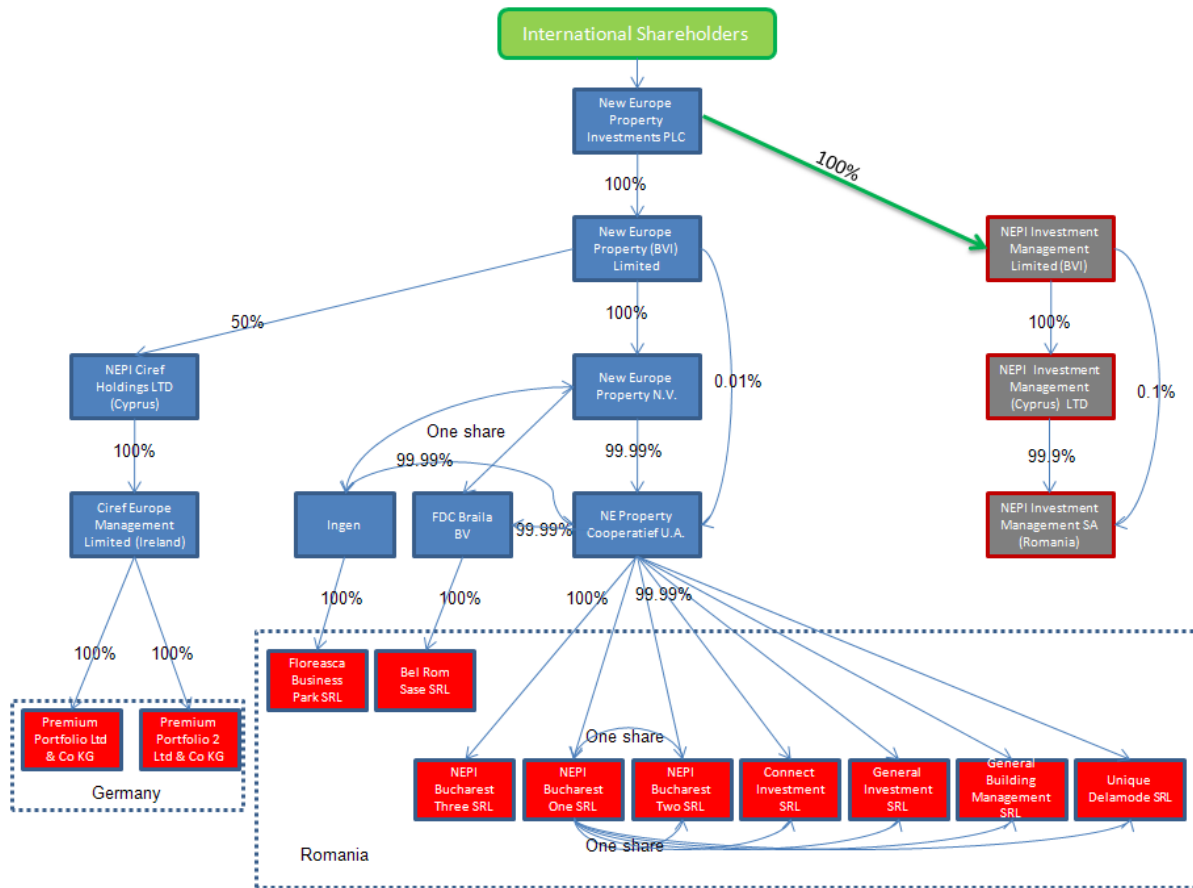 International Shareholders
New Europe
Property
Investments PLC
100%
100%
New Europe
Property (BVI)
Limited
NEPI Investment
Management
Limited (BVI)
50%
100%
100%
0.01%
0.1%
NEPI Ciref
Holdings LTD
(Cyprus)
New Europe
Property N.V.
NEPI Investment
Management
(Cyprus) LTD
100%
One share
99.99%
99.99%
99.9%
Ciref Europe
Management
Limited (Ireland)
Ingen
FDC Braila
BV
99.99%
NE Property
Cooperatief U.A.
NEPI Investment
Management SA
(Romania)
100%
100%
100%
99.99%
100%
100%
Floreasca
Business
Park SRL
Bel Rom
Sase SRL
Premium
Portfolio Ltd
& Co KG
Premium
Portfolio 2
Ltd & Co KG
Germany
One share
NEPI
Bucharest
Three SRL
NEPI
Bucharest
One SRL
NEPI
Bucharest
Two SRL
Connect
Investment
SRL
General
Investment
SRL
General
Building
Management
SRL
Unique
Delamode SRL
One share
Romania